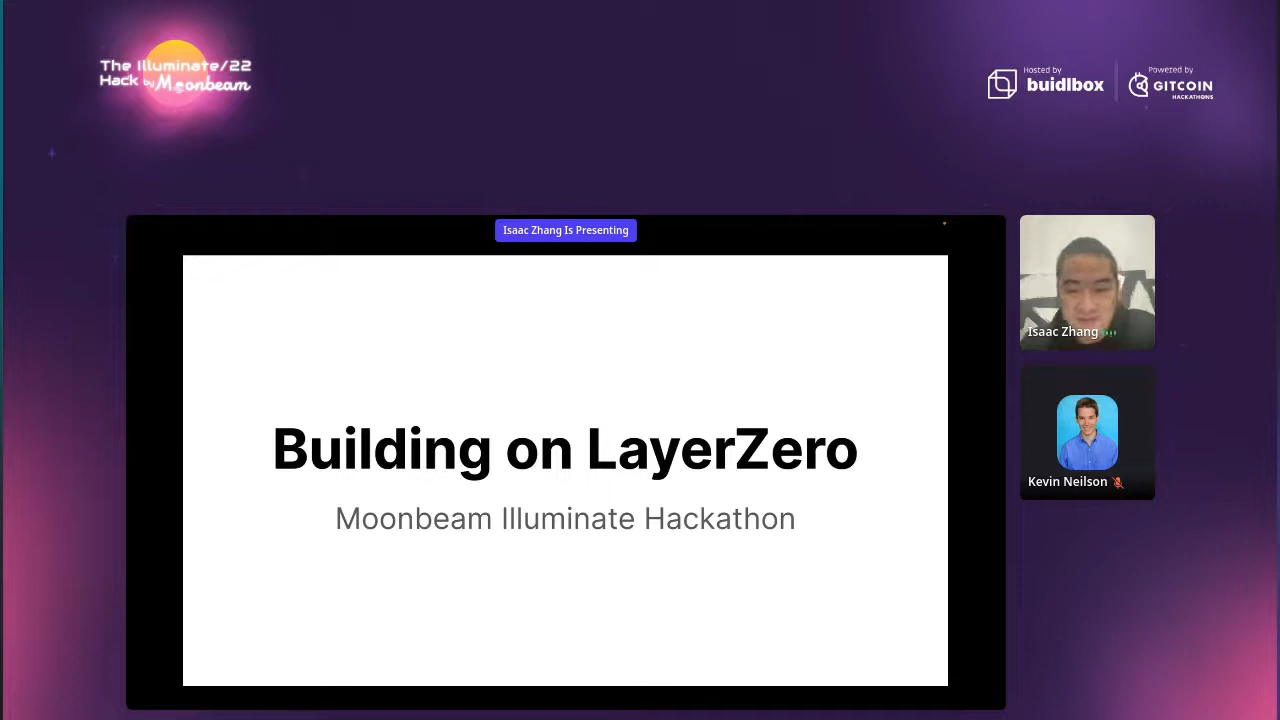 The Illuminate/22
Hack by Moonbeam
Hosted by
buidlbox
Powered by
GITCOIN
HACKATHONS
Isaac Zhang Is Presenting
Building on LayerZero
Moonbeam Illuminate Hackathon
Isaac Zhang
Kevin Neilson